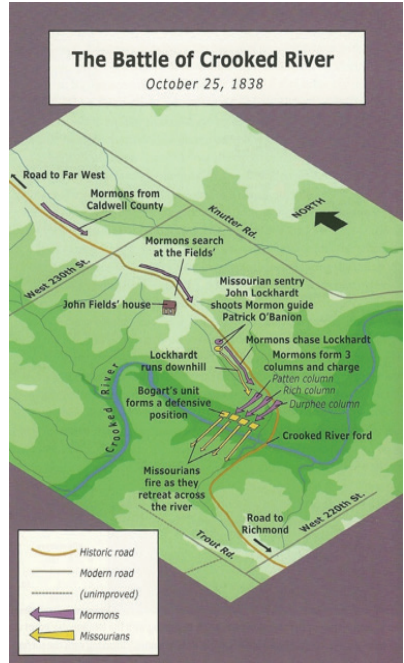 The Battle of Crooked River
October 25, 1838
Road to Far West
Mormons from
Caldwell County
Knutter Rd.
NORTH
West 230th St.
Mormons search
at the Fields'
John Fields' house
Missourian sentry
John Lockhardt
shoots Mormon guide
Patrick O'Banion
Mormons chase Lockhardt
Lockhardt
runs downhill
Mormons form 3
columns and charge
Patten column
Rich column
Durphee column
Bogart's unit
forms a defensive
position
Crooked River
Crooked River ford
Missourians
fire as they
retreat across
the river
Road to
Richmond
West 220th St.
Trout Rd.
Historic road
Modern road
(unimproved)
Mormons
Missourians